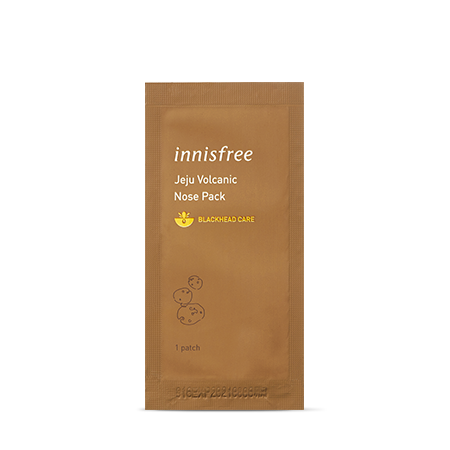 innisfree
Jeju Volcanic
Nose Pack
BLACKHEAD CARE
1 patch